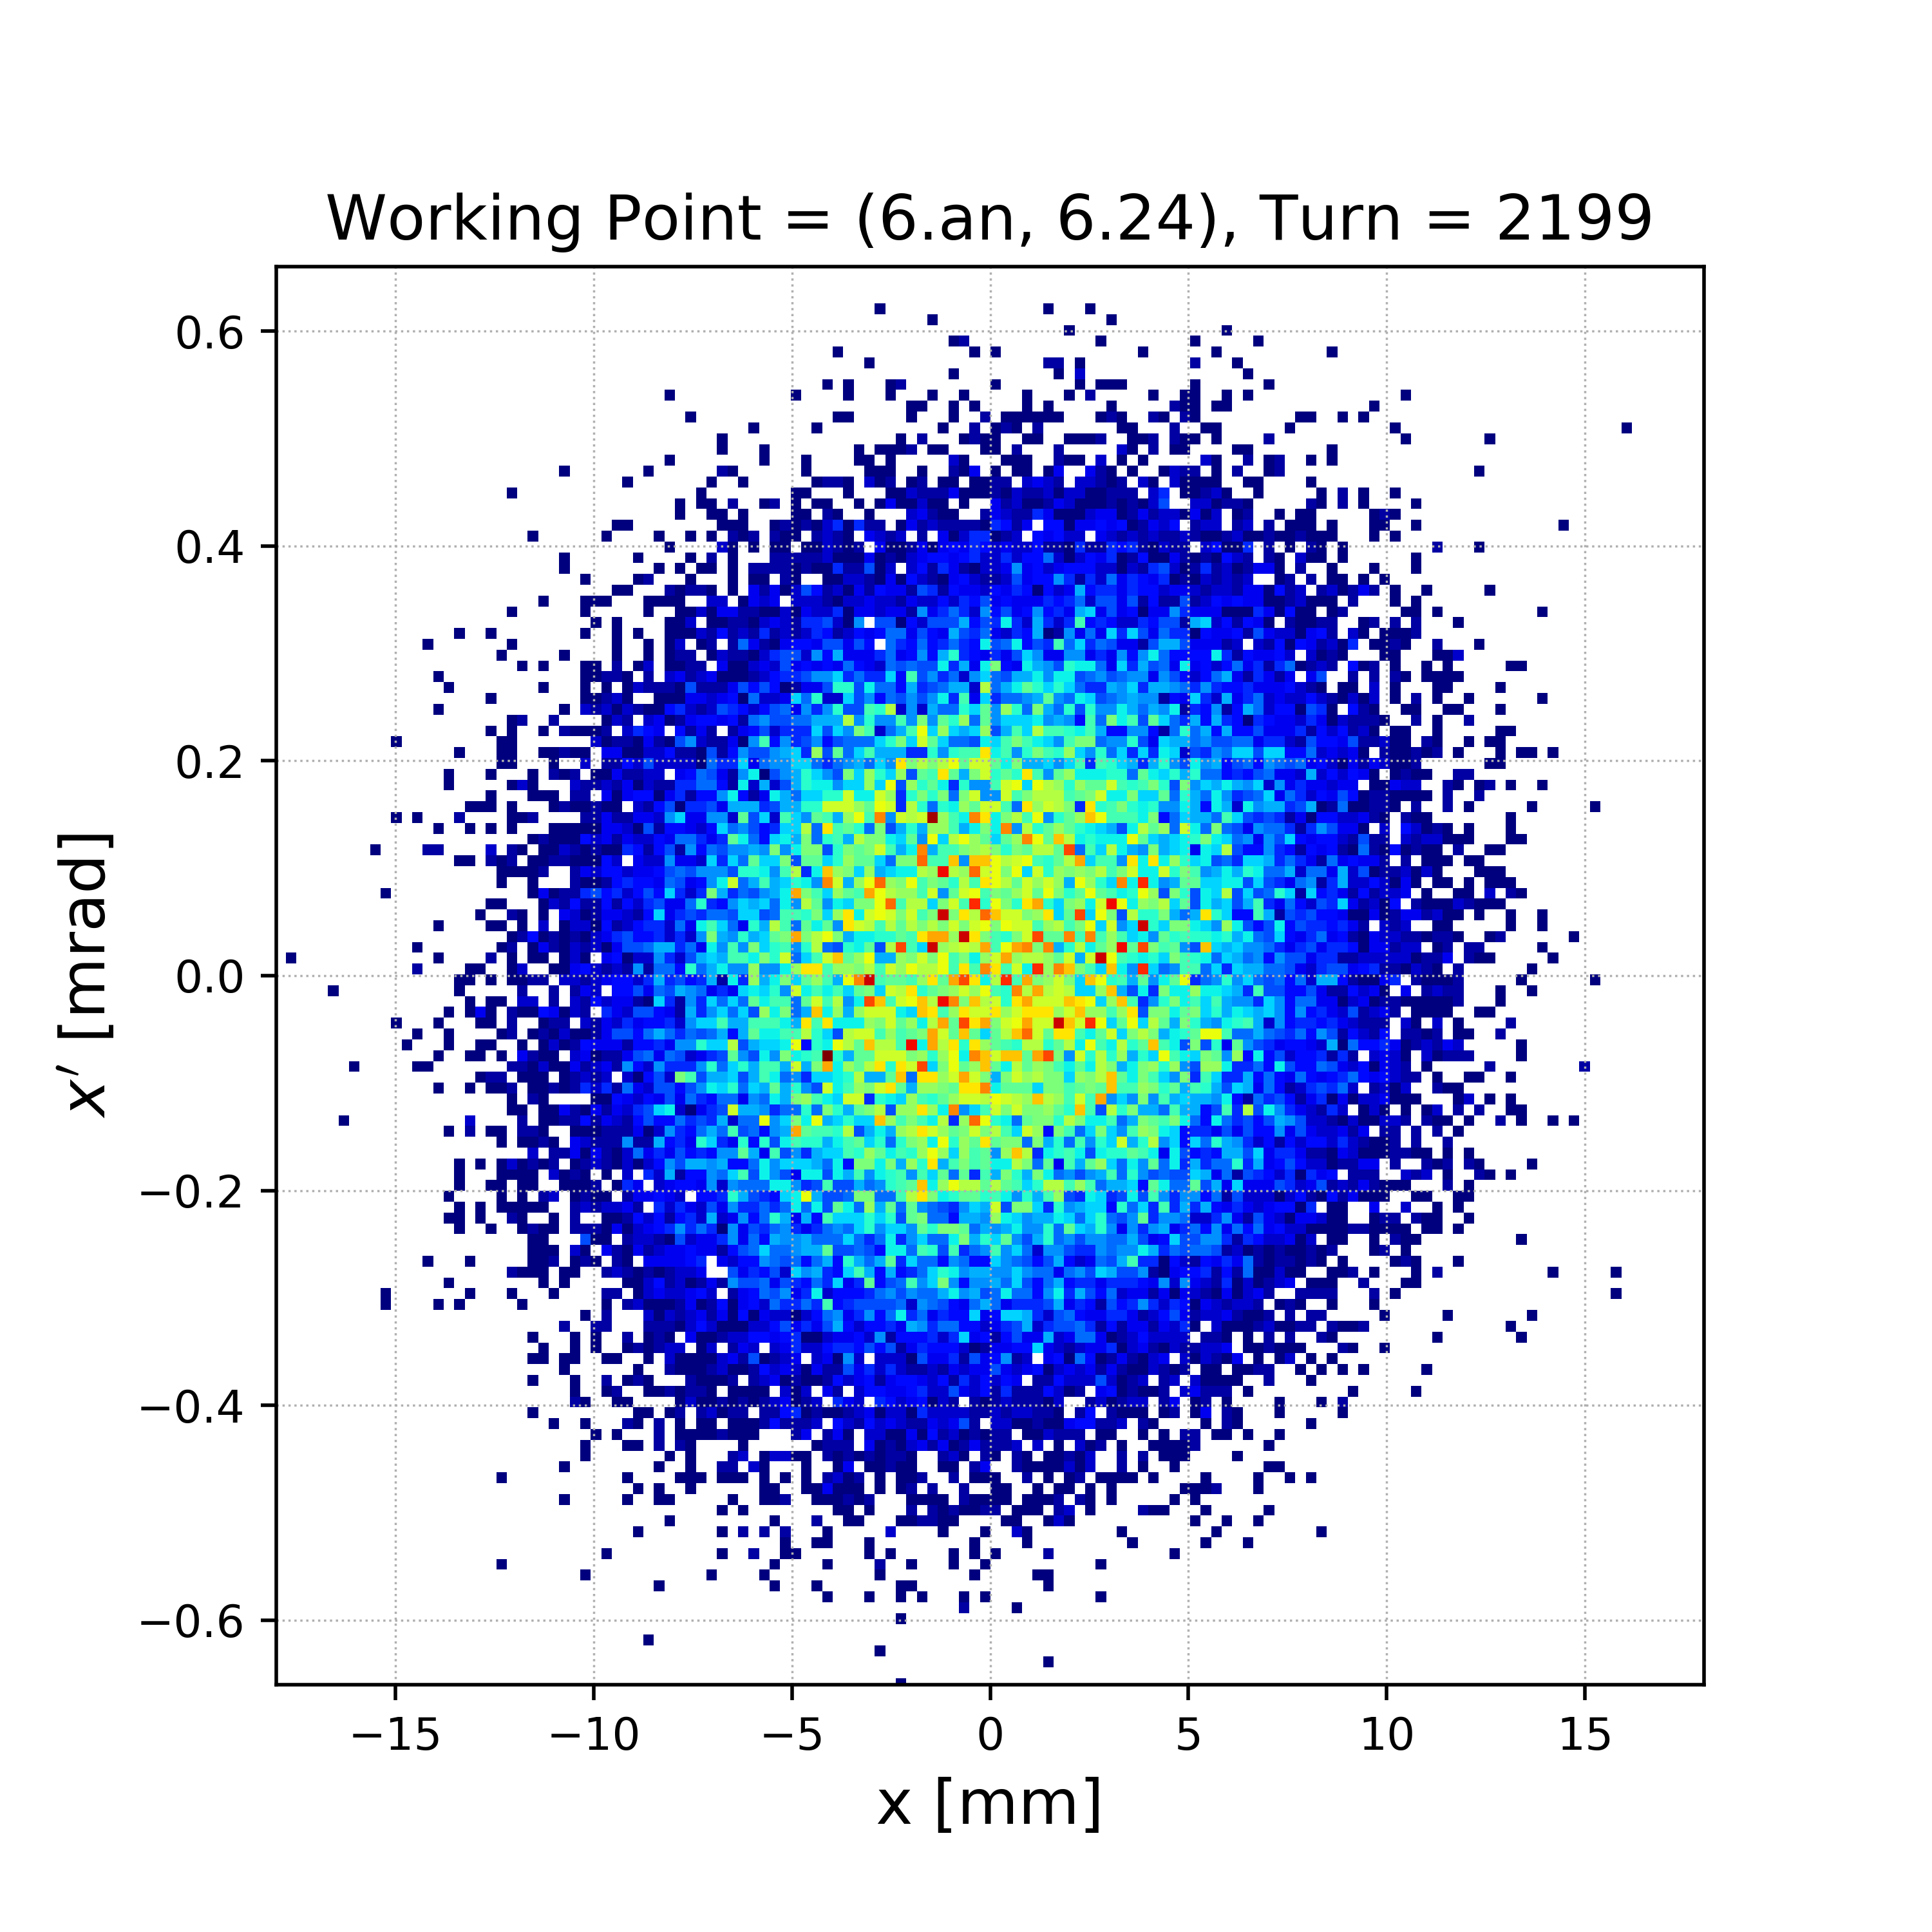 Working Point = (6.an, 6.24), Turn = 2199
0.6
0.4
0.2
0.0
−0.2
−0.4
−0.6
x′ [mrad]
−15 −10 −5 0 5 10 15
x [mm]